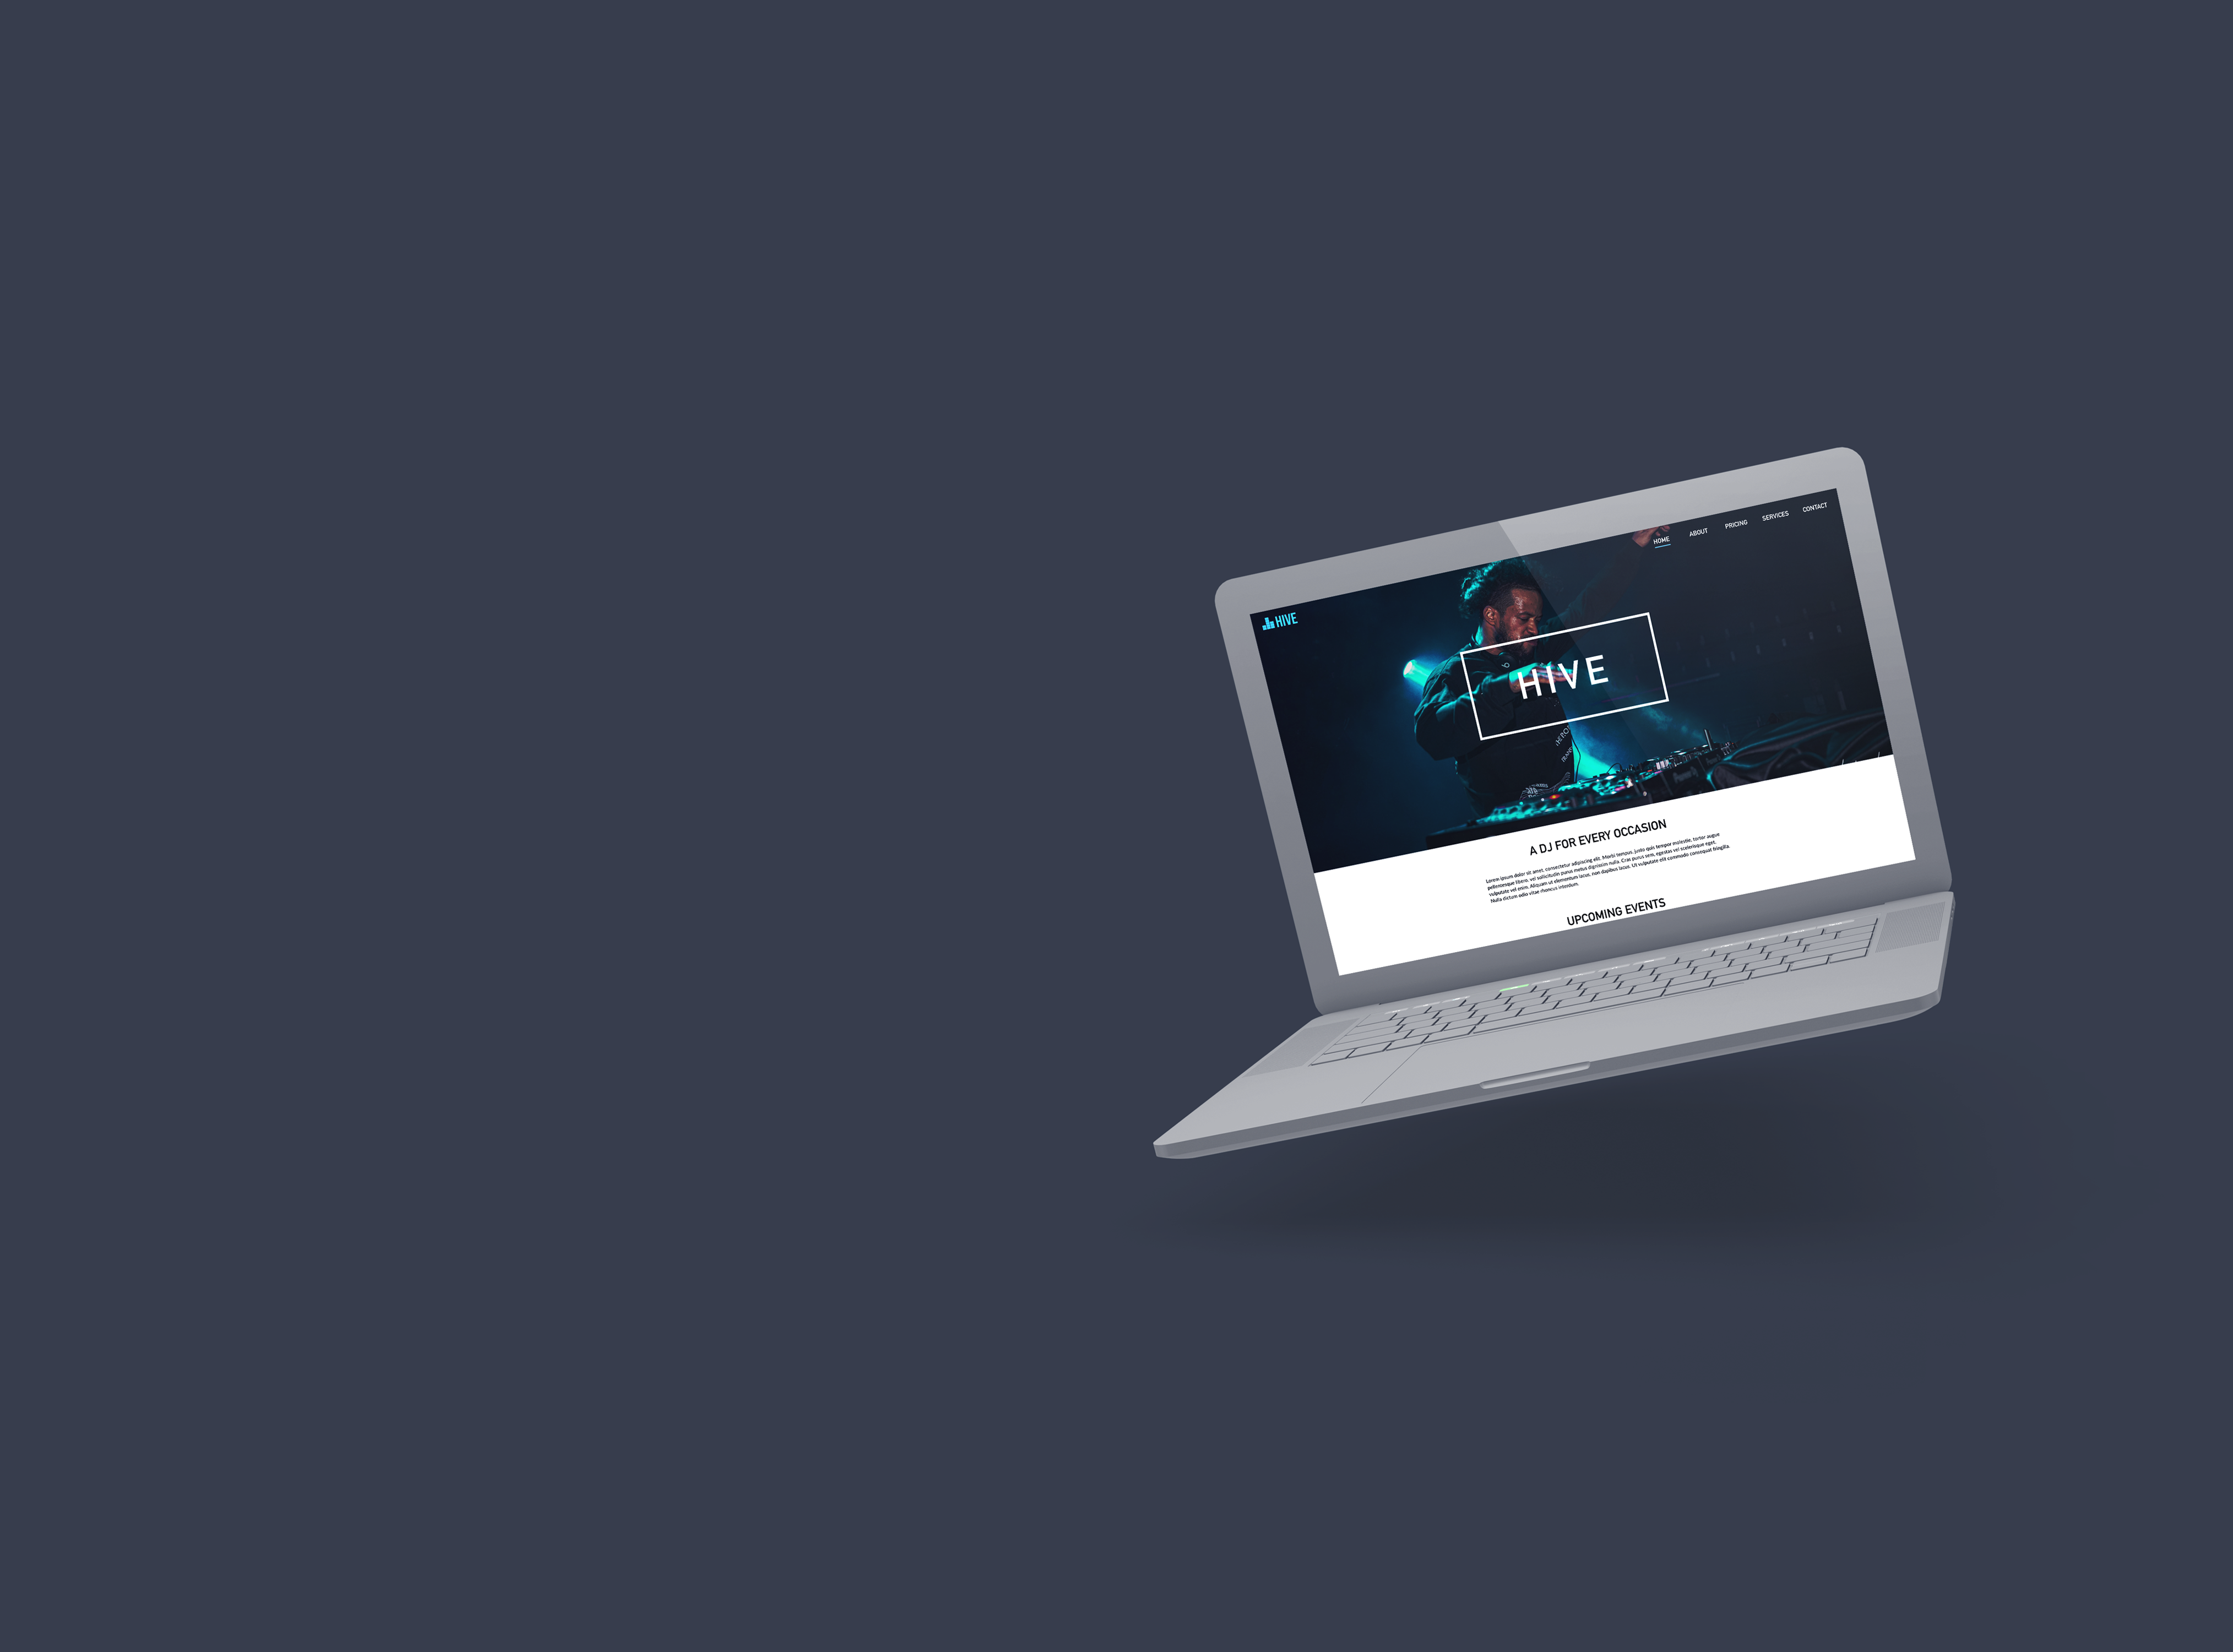 HIVE
HOME ABOUT PRICING SERVICES CONTACT
HIVE
A DJ FOR EVERY OCCASION
Lorem ipsum dolor sit amet, consectetur adipiscing elit. Morbi tempus, justo quis tempor molestie, tortor augue
pellentesque libero, vel sollicitudin purus metus dignissim nulla. Cras purus sem, egestas vel scelerisque eget,
vulputate vel enim. Aliquam ut elementum lacus, non dapibus lacus. Ut vulputate elit commodo consequat fringilla.
Nulla dictum odio vitae rhoncus interdum.
UPCOMING EVENTS